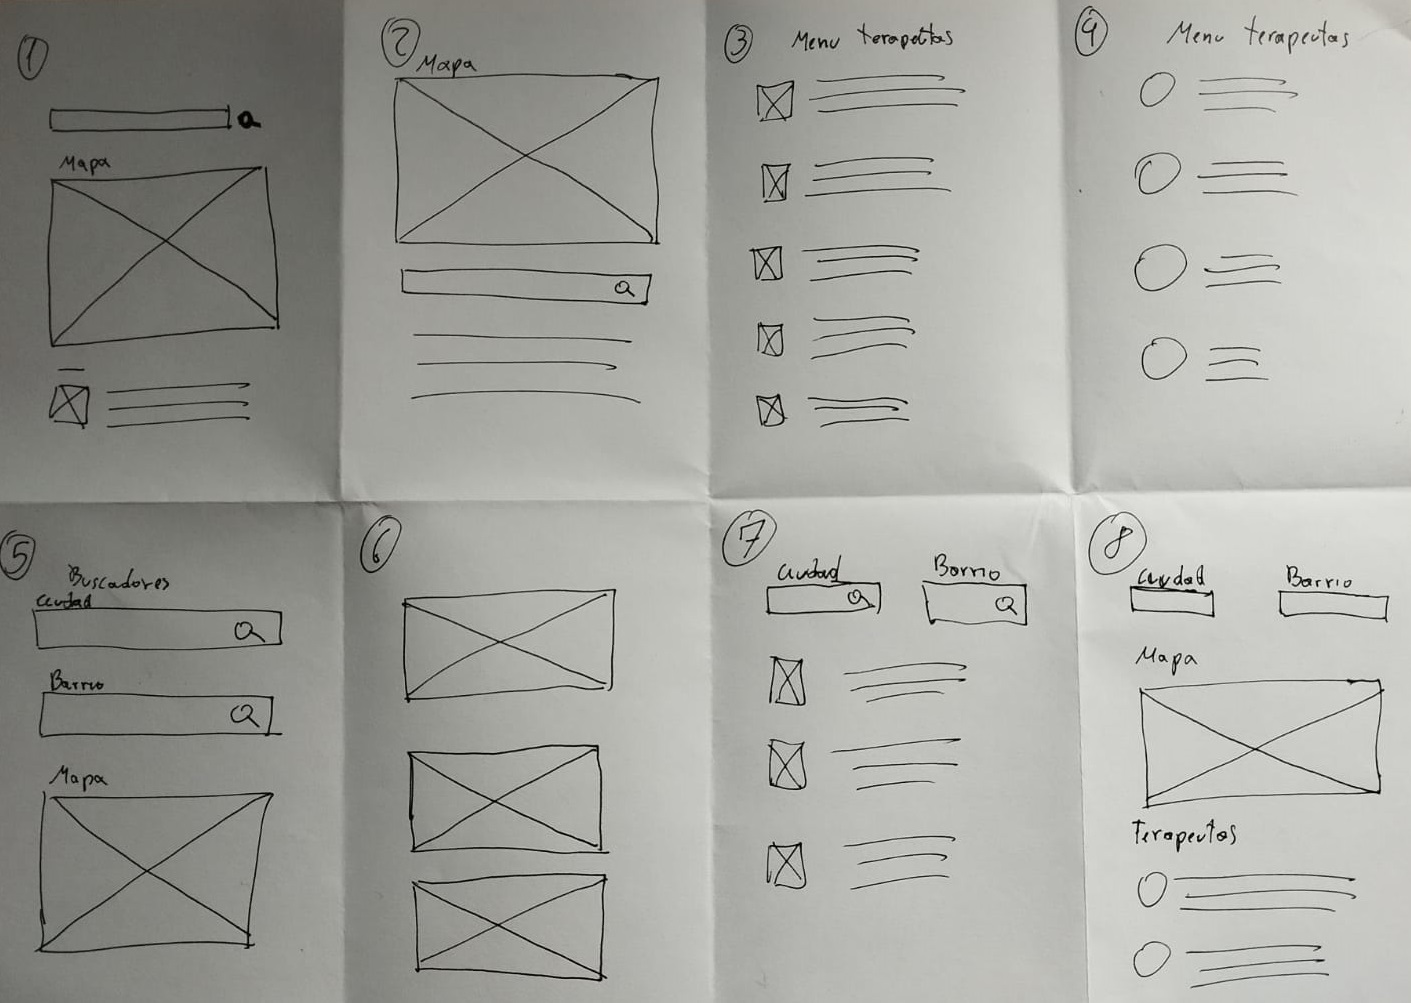 1
Mapa
2
Mapa
3
Menu terapeutas
4
Menu terapeutas
5
Buscadores
Ciudad
Barrio
Mapa
6
7
Ciudad
Barrio
8
Ciudad
Barrio
Mapa
Terapeutas